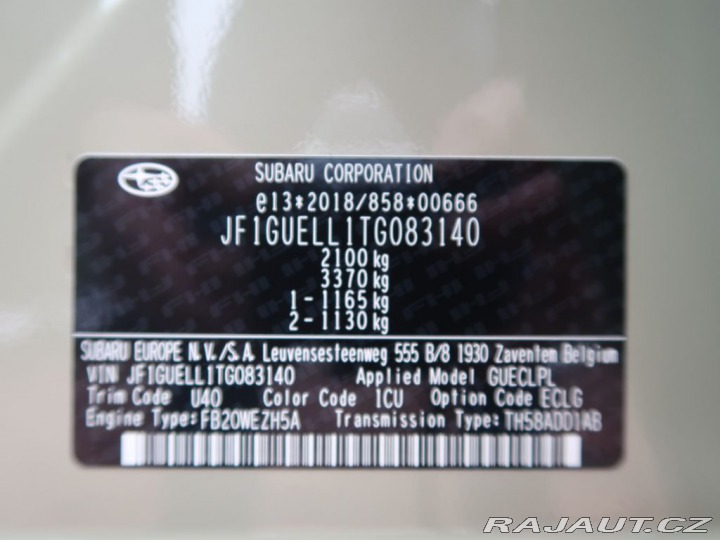 SUBARU CORPORATION
e13*2018/858*00666
JF1GUELL1TG083140
2100 kg
3370 kg
1 - 1165 kg
2 - 1130 kg
SUBARU EUROPE N.V./S.A. Leuvensesteenweg 555 B/8 1930 Zaventem Belgium
VIN: JF1GUELL1TG083140 Applied Model GUECLPL
Trim Code U40 Color Code 1CU Option Code ECLG
Engine Type: FB20WEZH5A Transmission Type: TH58ADD1AB
RAJAUT.CZ